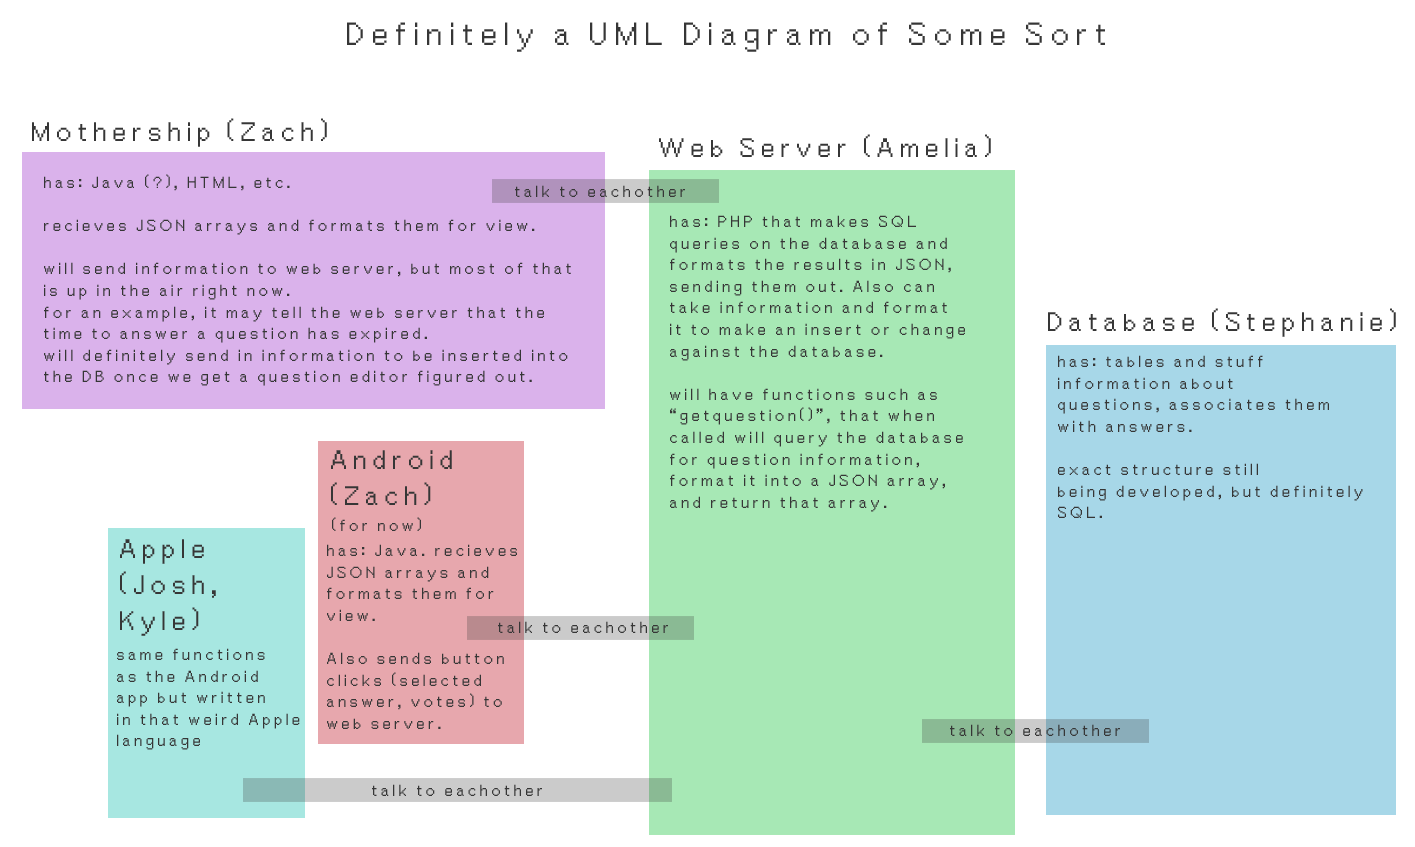 Definitely a UML Diagram of Some Sort
Mothership (Zach)
has: Java (?), HTML, etc.
recieves JSON arrays and formats them for view.
will send information to web server, but most of that
is up in the air right now.
for an example, it may tell the web server that the
time to answer a question has expired.
will definitely send in information to be inserted into
the DB once we get a question editor figured out.
talk to eachother
Web Server (Amelia)
has: PHP that makes SQL
queries on the database and
formats the results in JSON,
sending them out. Also can
take information and format
it to make an insert or change
against the database.
will have functions such as
“getquestion()”, that when
called will query the database
for question information,
format it into a JSON array,
and return that array.
Database (Stephanie)
has: tables and stuff
information about
questions, associates them
with answers.
exact structure still
being developed, but definitely
SQL.
Android
(Zach)
(for now)
has: Java. recieves
JSON arrays and
formats them for
view.
Also sends button
clicks (selected
answer, votes) to
web server.
talk to eachother
Apple
(Josh,
Kyle)
same functions
as the Android
app but written
in that weird Apple
language
talk to eachother
talk to eachother